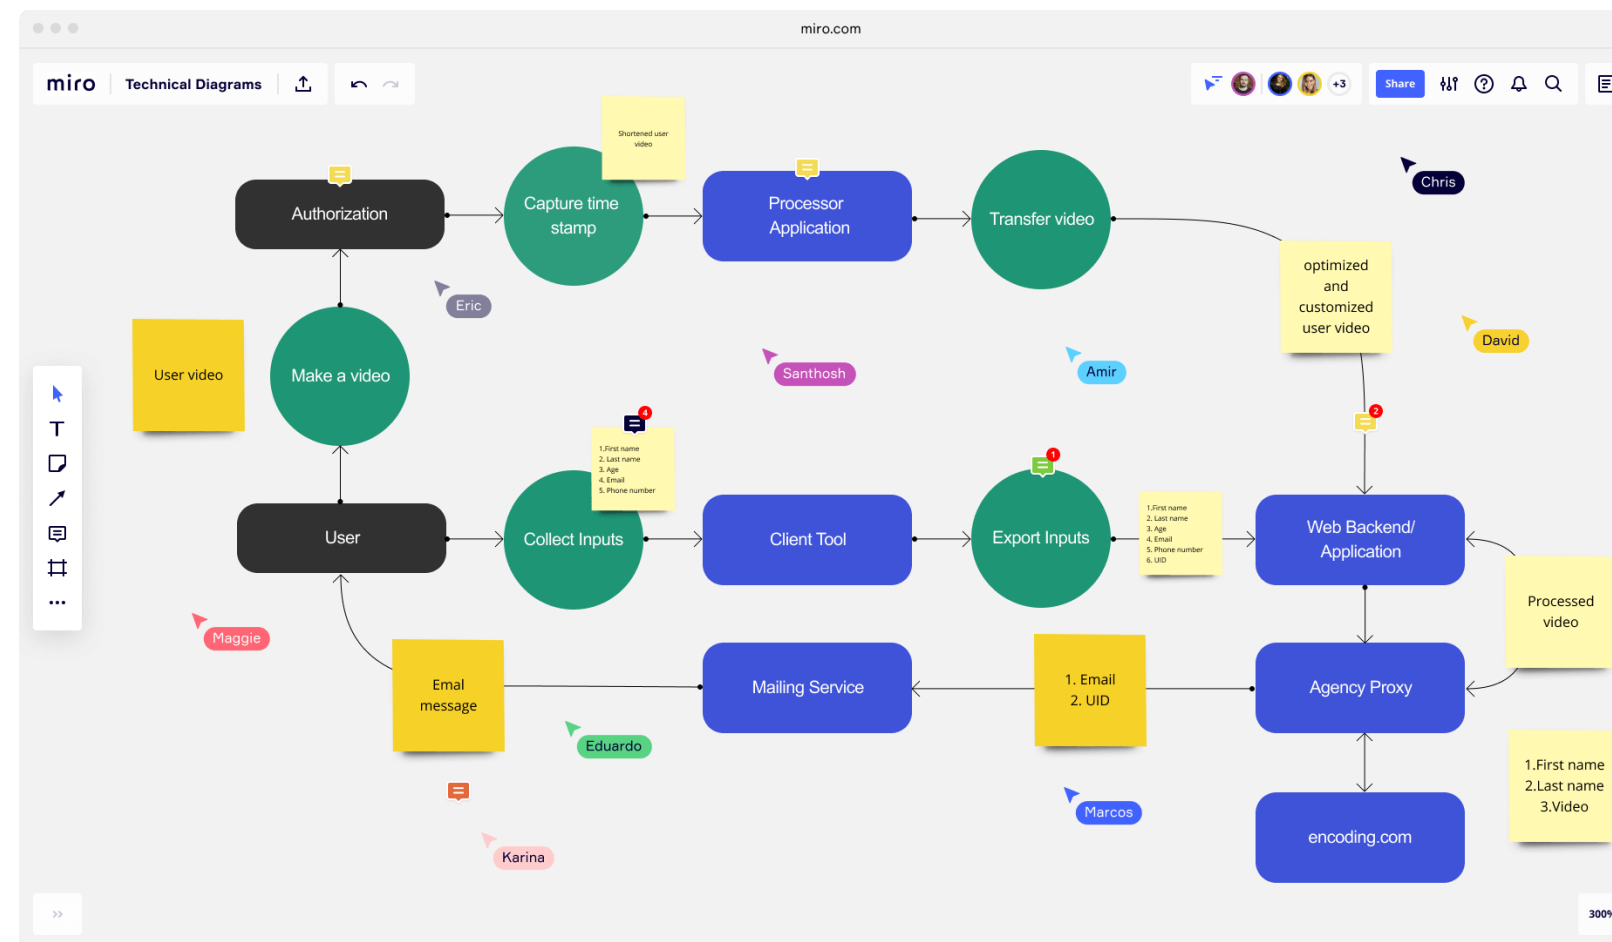 miro.com
miro
Technical Diagrams
+3
Share
Shortened user
video
Authorization
Capture time
stamp
Processor
Application
Transfer video
Chris
optimized
and
customized
user video
Eric
David
User video
Make a video
Santhosh
Amir
4
2
1
T
1.First name
2. Last name
3. Age
4. Email
5. Phone number
1.First name
2. Last name
3. Age
4. Email
5. Phone number
6. UID
User
Collect Inputs
Client Tool
Export Inputs
Web Backend/
Application
Processed
video
Maggie
Emal
message
Mailing Service
1. Email
2. UID
Agency Proxy
Eduardo
1.First name
2.Last name
3.Video
Marcos
encoding.com
Karina
300%